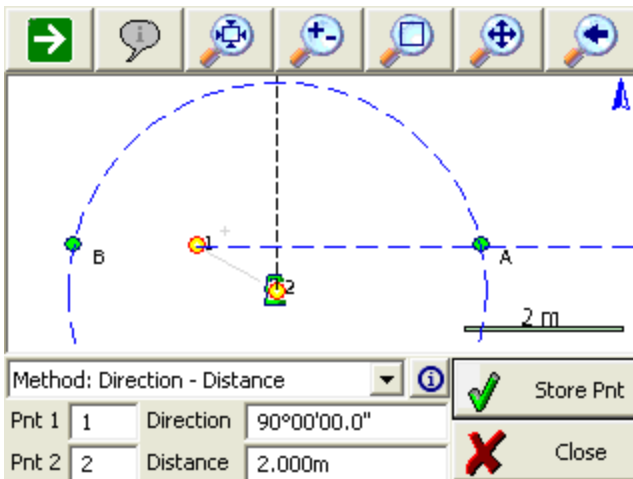 1
A
B
2
2 m
Method: Direction - Distance
Store Pnt
Pnt 1 1 Direction 90°00'00.0"
Close
Pnt 2 2 Distance 2.000m